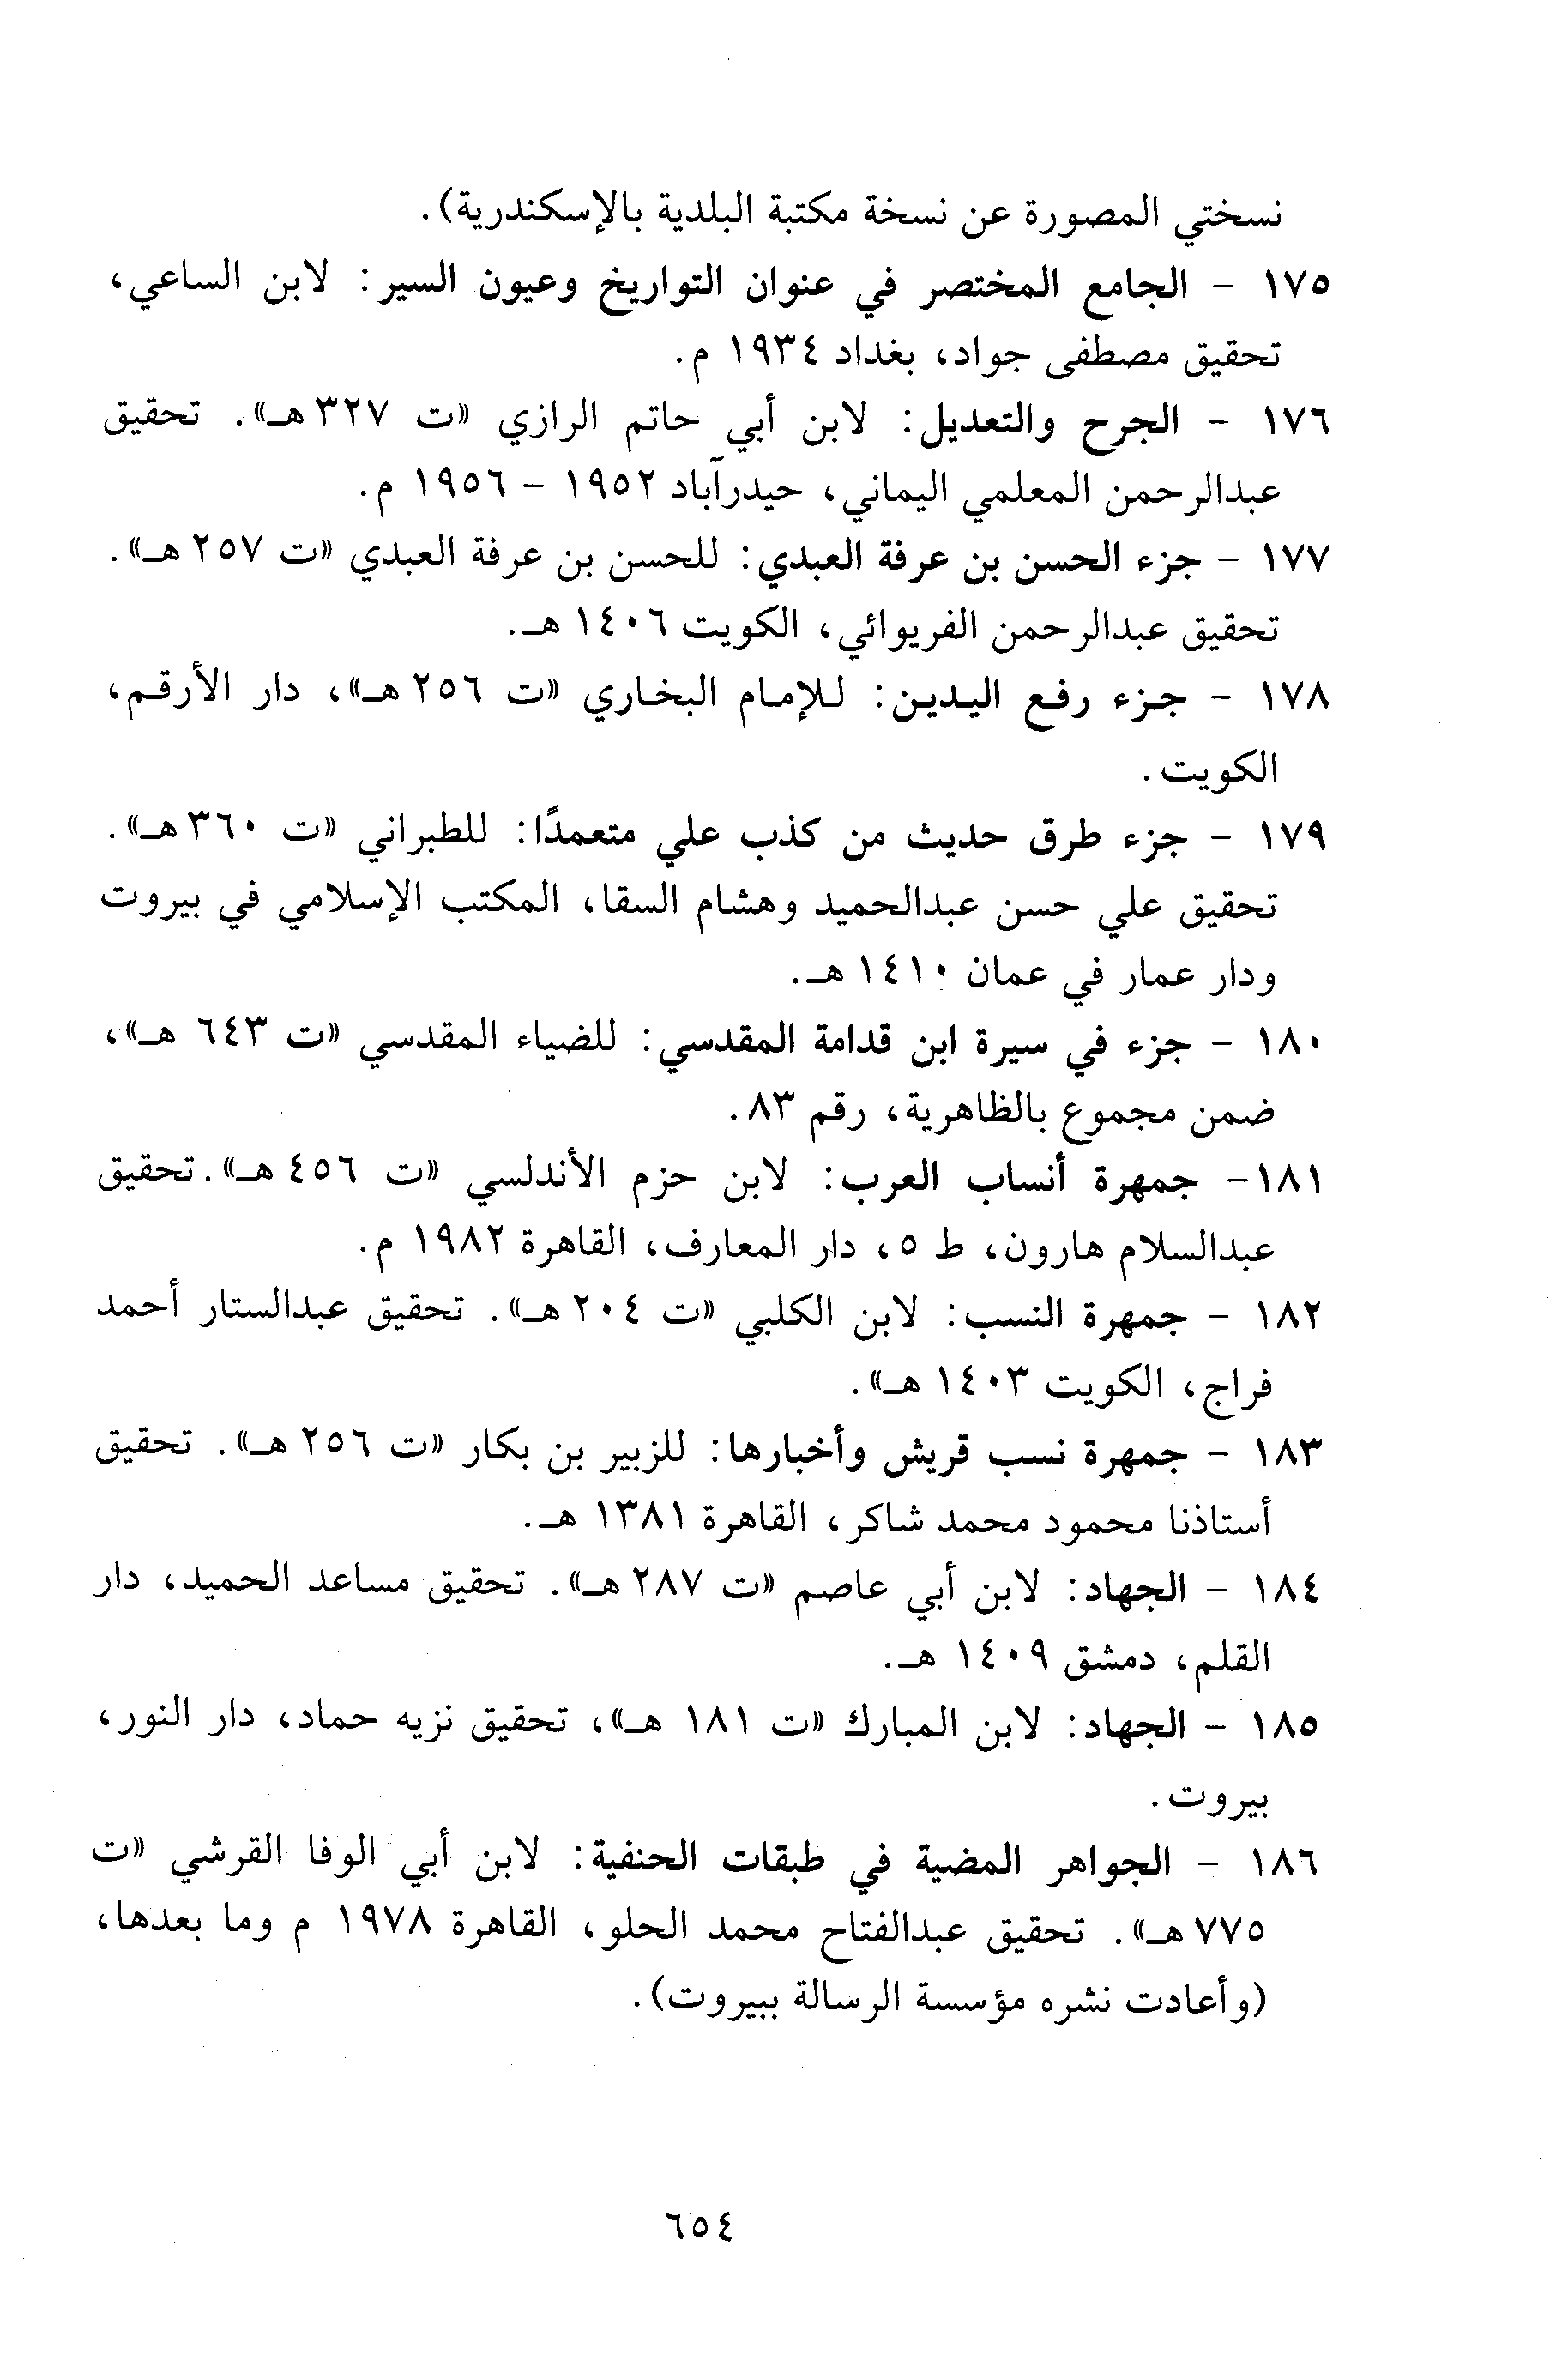 نسختي المصورة عن نسخة مكتبة البلدية بالإسكندرية).
١٧٥ - الجامع المختصر في عنوان التواريخ وعيون السير: لابن الساعي،
تحقيق مصطفى جواد، بغداد ١٩٣٤ م.
١٧٦ - الجرح والتعديل: لابن أبي حاتم الرازي «ت ٣٢٧هـ». تحقيق
عبدالرحمن المعلمي اليماني، حيدرآباد ١٩٥٢ - ١٩٥٦ م.
١٧٧ - جزء الحسن بن عرفة العبدي: للحسن بن عرفة العبدي «ت ٢٥٧ هـ».
تحقيق عبدالرحمن الفريوائي، الكويت ١٤٠٦ هـ.
١٧٨ - جزء رفع اليدين: للإمام البخاري «ت ٢٥٦هـ»، دار الأرقم،
الكويت.
١٧٩ - جزء طرق حديث من كذب علي متعمدًا: للطبراني «ت ٣٦٠هـ».
تحقيق علي حسن عبدالحميد وهشام السقا، المكتب الإسلامي في بيروت
ودار عمار في عمان ١٤١٠ هـ.
١٨٠ - جزء في سيرة ابن قدامة المقدسي: للضياء المقدسي «ت ٦٤٣ هـ»،
ضمن مجموع بالظاهرية، رقم ٨٣.
١٨١- جمهرة أنساب العرب: لابن حزم الأندلسي «ت ٤٥٦ هـ». تحقيق
عبدالسلام هارون، ط ٥، دار المعارف، القاهرة ١٩٨٢ م.
١٨٢ - جمهرة النسب: لابن الكلبي «ت ٢٠٤ هـ». تحقيق عبدالستار أحمد
فراج، الكويت ١٤٠٣ هـ».
١٨٣ - جمهرة نسب قريش وأخبارها: للزبير بن بكار «ت ٢٥٦ هـ». تحقيق
أستاذنا محمود محمد شاكر، القاهرة ١٣٨١ هـ.
١٨٤ - الجهاد: لابن أبي عاصم «ت ٢٨٧هـ». تحقيق مساعد الحميد، دار
القلم، دمشق ١٤٠٩ هـ.
١٨٥ - الجهاد: لابن المبارك «ت ١٨١ هـ»، تحقيق نزيه حماد، دار النور،
بيروت.
١٨٦ - الجواهر المضية في طبقات الحنفية: لابن أبي الوفا القرشي «ت
٧٧٥هـ». تحقيق عبدالفتاح محمد الحلو، القاهرة ١٩٧٨ م وما بعدها،
(وأعادت نشره مؤسسة الرسالة ببيروت).
٦٥٤